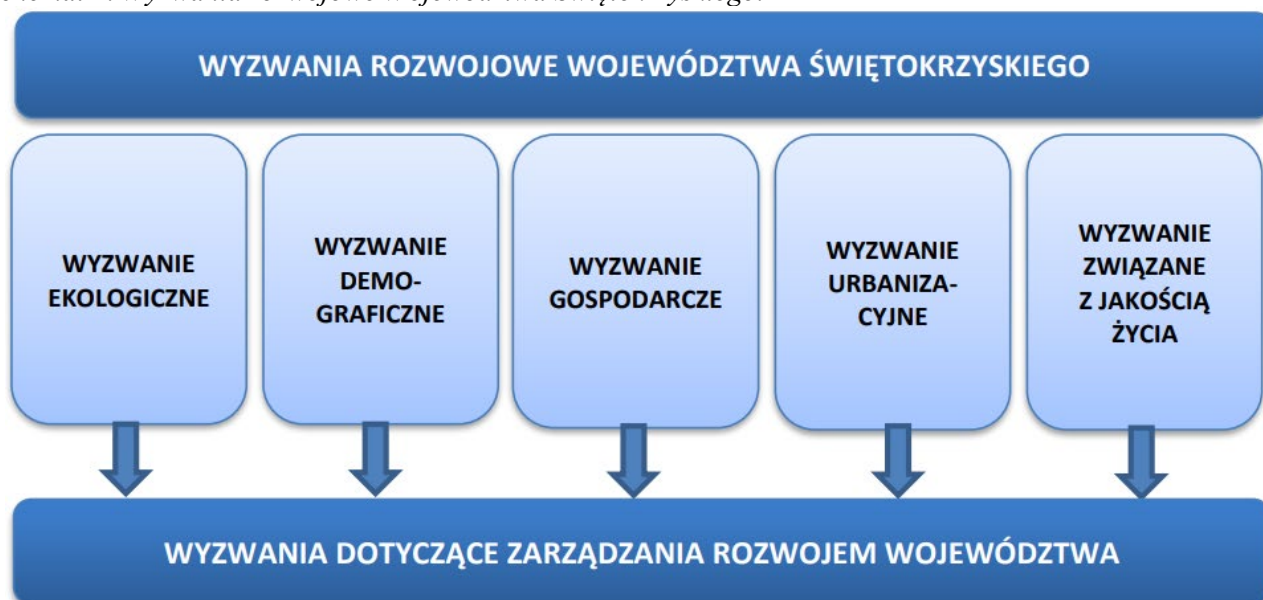 WYZWANIA ROZWOJOWE WOJEWÓDZTWA ŚWIĘTOKRZYSKIEGO
WYZWANIE
EKOLOGICZNE
WYZWANIE
DEMO-
GRAFICZNE
WYZWANIE
GOSPODARCZE
WYZWANIE
URBANIZA-
CYJNE
WYZWANIE
ZWIĄZANE
Z JAKOŚCIĄ
ŻYCIA
WYZWANIA DOTYCZĄCE ZARZĄDZANIA ROZWOJEM WOJEWÓDZTWA